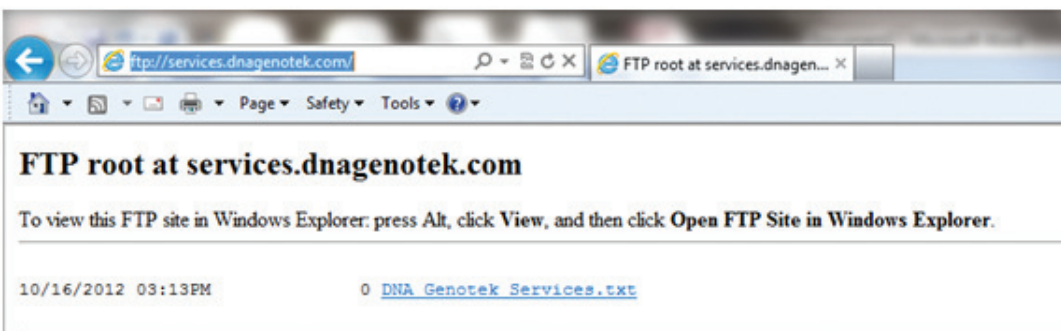 ftp://services.dnagenotek.com/
FTP root at services.dnagen...
Page Safety Tools
FTP root at services.dnagenotek.com
To view this FTP site in Windows Explorer: press Alt, click View, and then click Open FTP Site in Windows Explorer.
10/16/2012 03:13PM 0 DNA Genotek Services.txt